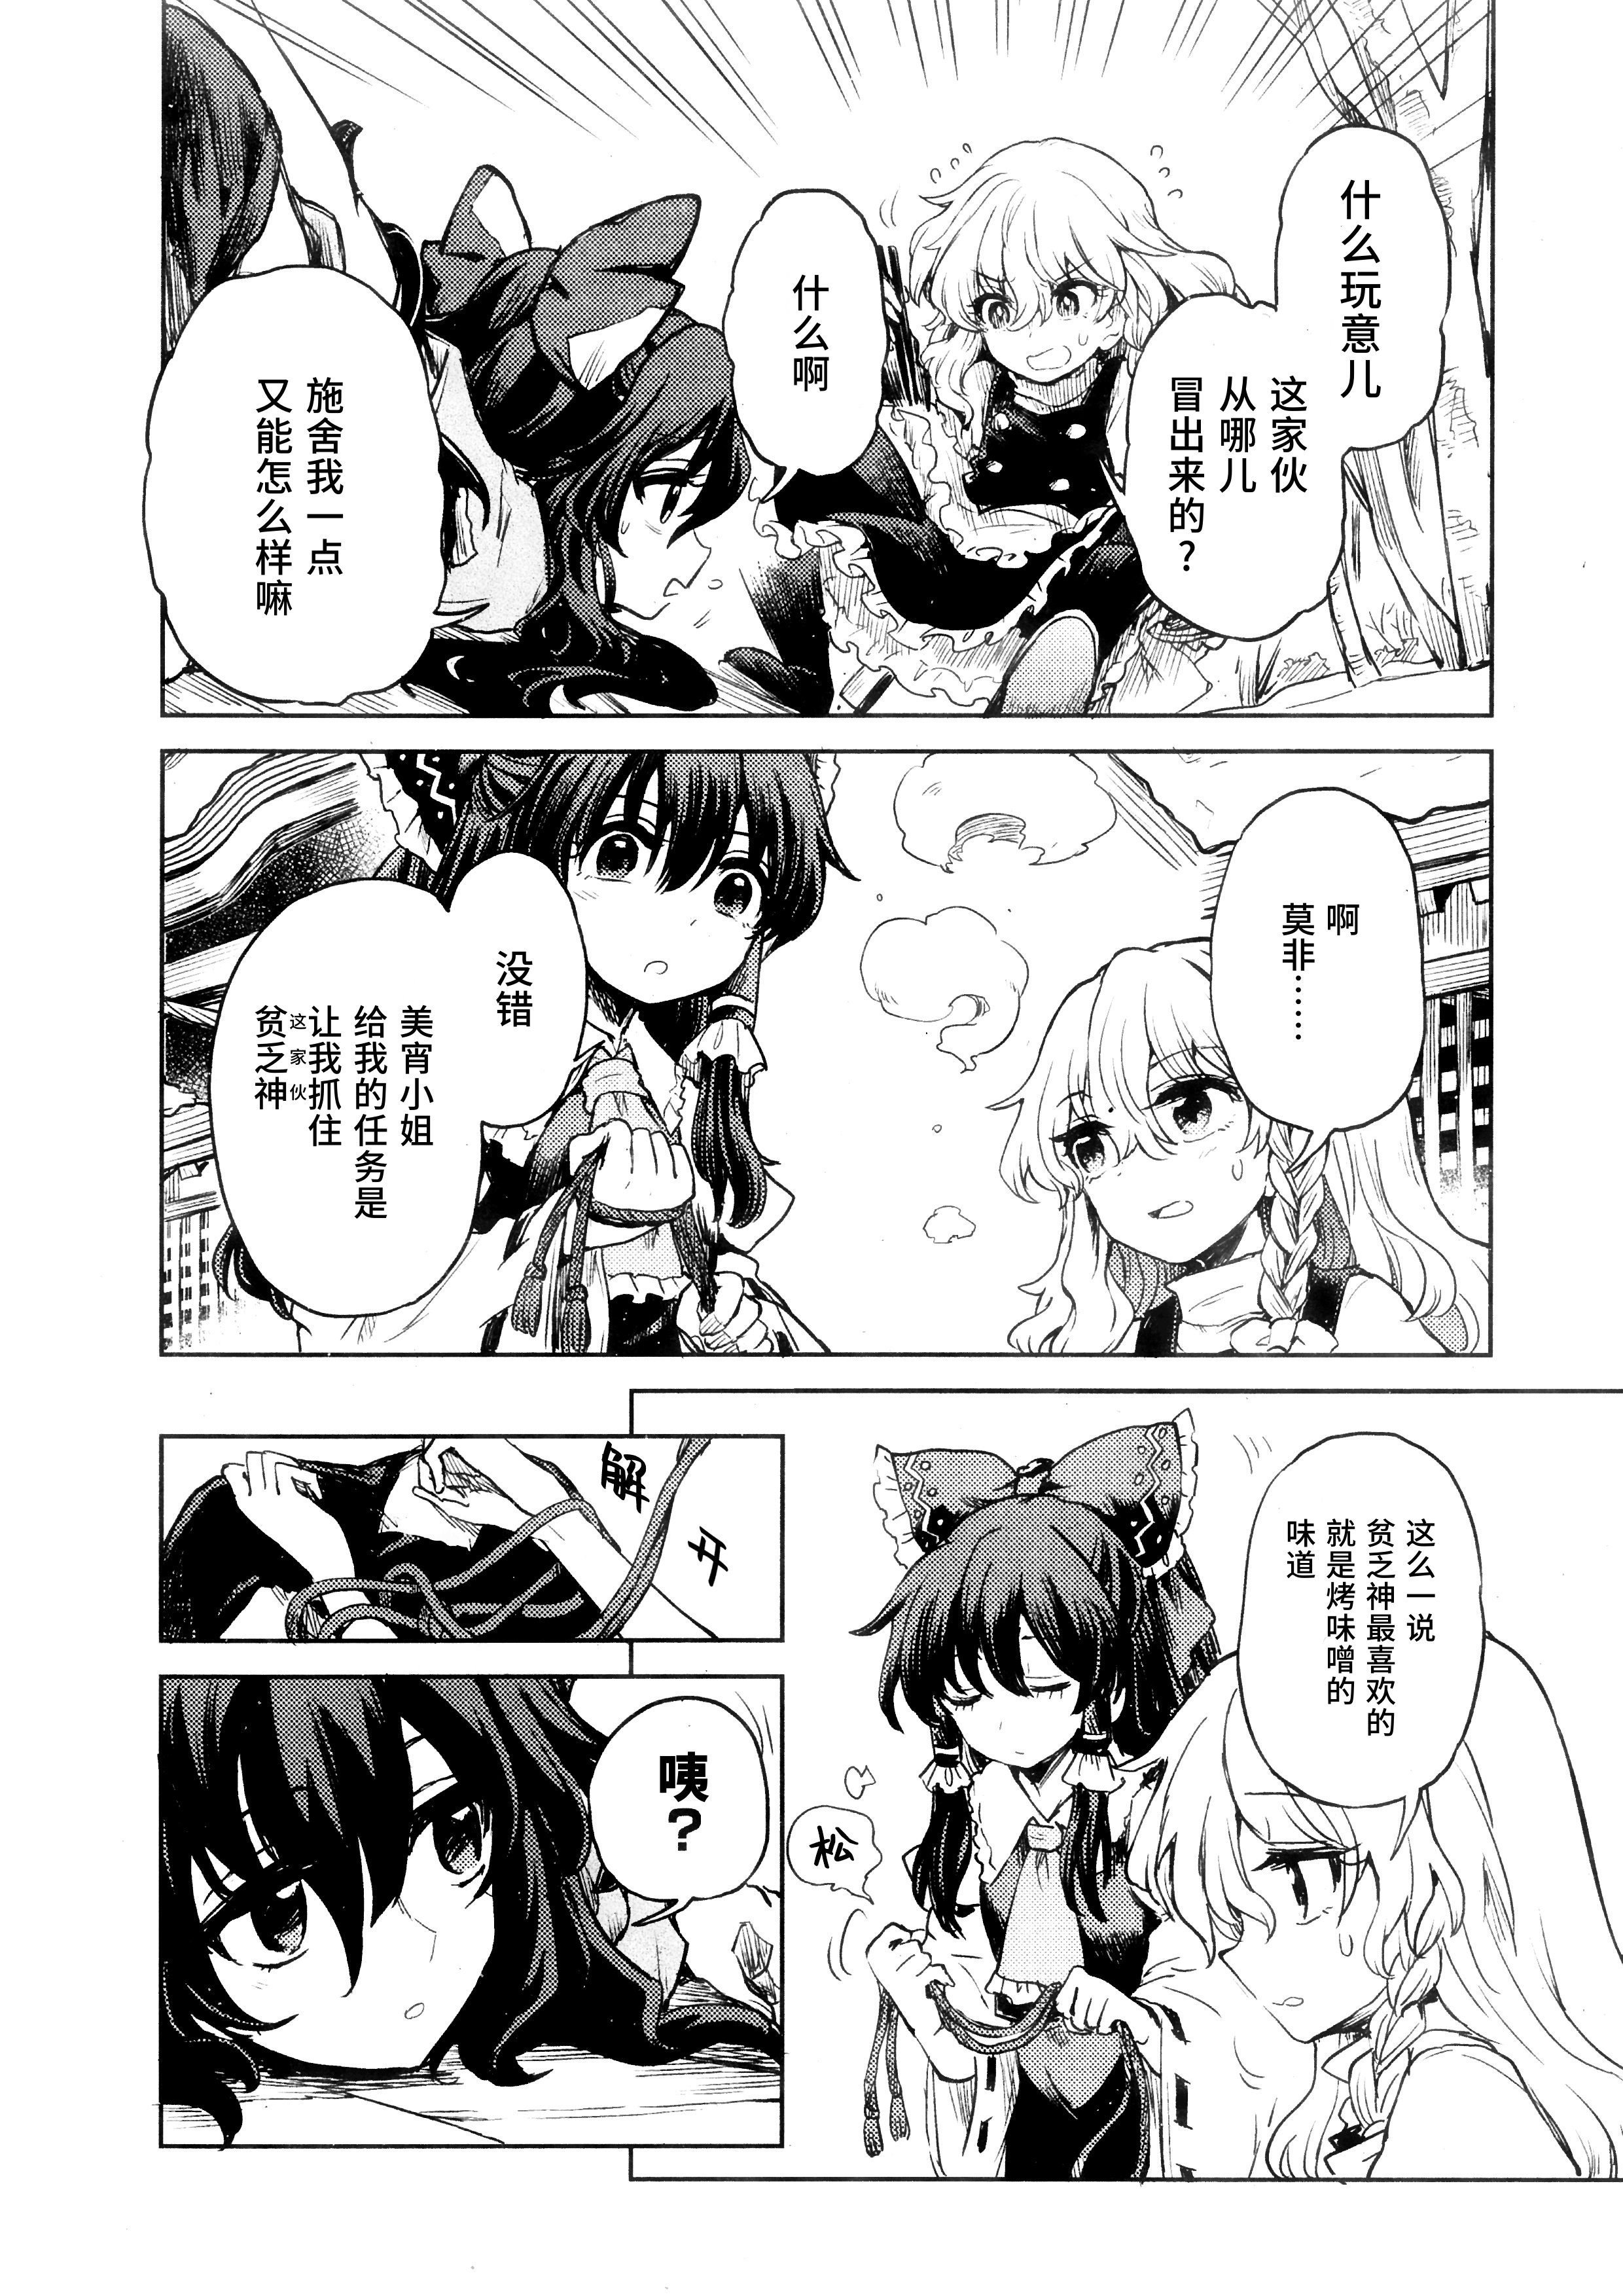 什么玩意儿
这家伙
从哪儿
冒出来的？
什么啊
施舍我一点
又能怎么样嘛
啊
莫非……
没错
美宵小姐
给我的任务是
让我抓住
这家伙
贫乏神
这么一说
贫乏神最喜欢的
就是烤味噌的
味道
松
解开
咦？